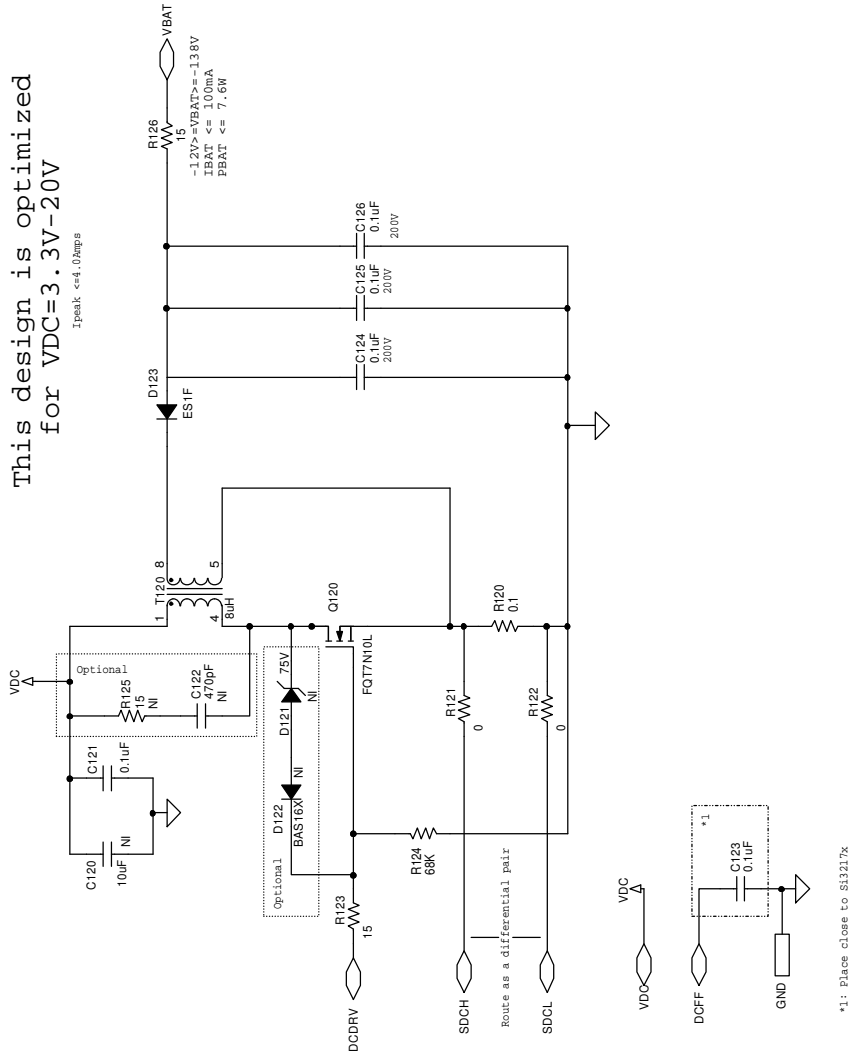 This design is optimized
for VDC=3.3V-20V
Ipeak <=4.0Amps
VBAT
R126
15
-12V>=VBAT>=-138V
IBAT <= 100mA
PBAT <= 7.6W
D123
ES1F
C124
0.1uF
200V
C125
0.1uF
200V
C126
0.1uF
200V
VDC
Optional
R125
15
NI
C122
470pF
NI
C121
0.1uF
C120
10uF
NI
T120
1
8
4
5
8uH
Optional
D122
BAS16X
NI
D121
75V
NI
Q120
FQT7N10L
DCDRV
R123
15
R124
68K
R120
0.1
R121
0
R122
0
SDCH
Route as a differential pair
SDCL
VDC
VDC
DCFF
*1
C123
0.1uF
GND
*1: Place close to Si3217x